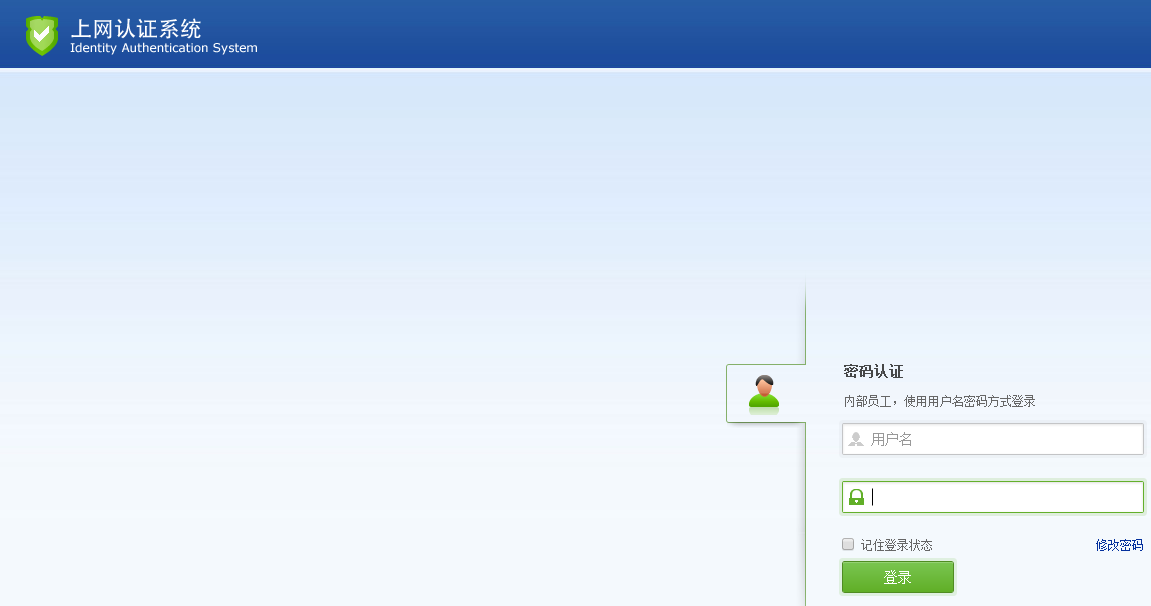 上网认证系统
Identity Authentication System
密码认证
内部员工，使用用户名密码方式登录
用户名
记住登录状态
修改密码
登录